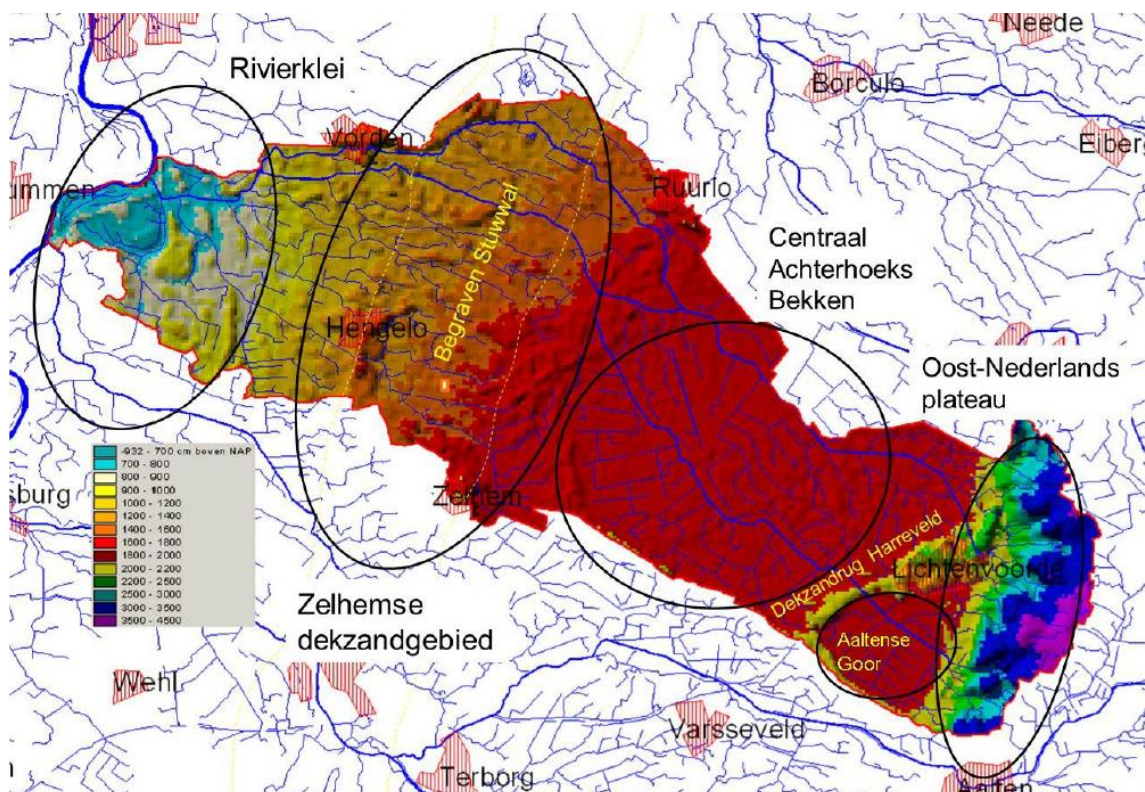 Neede
Rivierklei
Borculo
Vorden
Eiberg
ummen
Ruurlo
Centraal
Achterhoeks
Bekken
Begraven Stuwwal
Hengelo
Oost-Nederlands
plateau
-932 - 700 cm boven NAP
700 - 800
800 - 900
900 - 1000
1000 - 1200
1200 - 1400
1400 - 1600
1600 - 1800
1800 - 2000
2000 - 2200
2200 - 2500
2500 - 3000
3000 - 3500
3500 - 4500
sburg
Zelhem
Dekzandrug Harreveld
Lichtenvoorde
Zelhemse
dekzandgebied
Aaltense
Goor
Wehl
Varsseveld
Terborg
Aalten